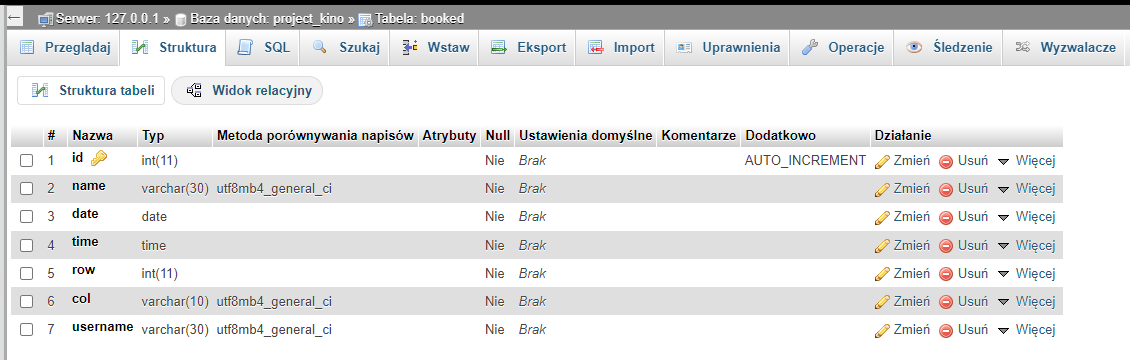 Serwer: 127.0.0.1 » Baza danych: project_kino » Tabela: booked
Przeglądaj Struktura SQL Szukaj Wstaw Eksport Import Uprawnienia Operacje Śledzenie Wyzwalacze
Struktura tabeli Widok relacyjny
# Nazwa Typ Metoda porównywania napisów Atrybuty Null Ustawienia domyślne Komentarze Dodatkowo Działanie
1 id int(11) Nie Brak AUTO_INCREMENT Zmień Usuń Więcej
2 name varchar(30) utf8mb4_general_ci Nie Brak Zmień Usuń Więcej
3 date date Nie Brak Zmień Usuń Więcej
4 time time Nie Brak Zmień Usuń Więcej
5 row int(11) Nie Brak Zmień Usuń Więcej
6 col varchar(10) utf8mb4_general_ci Nie Brak Zmień Usuń Więcej
7 username varchar(30) utf8mb4_general_ci Nie Brak Zmień Usuń Więcej